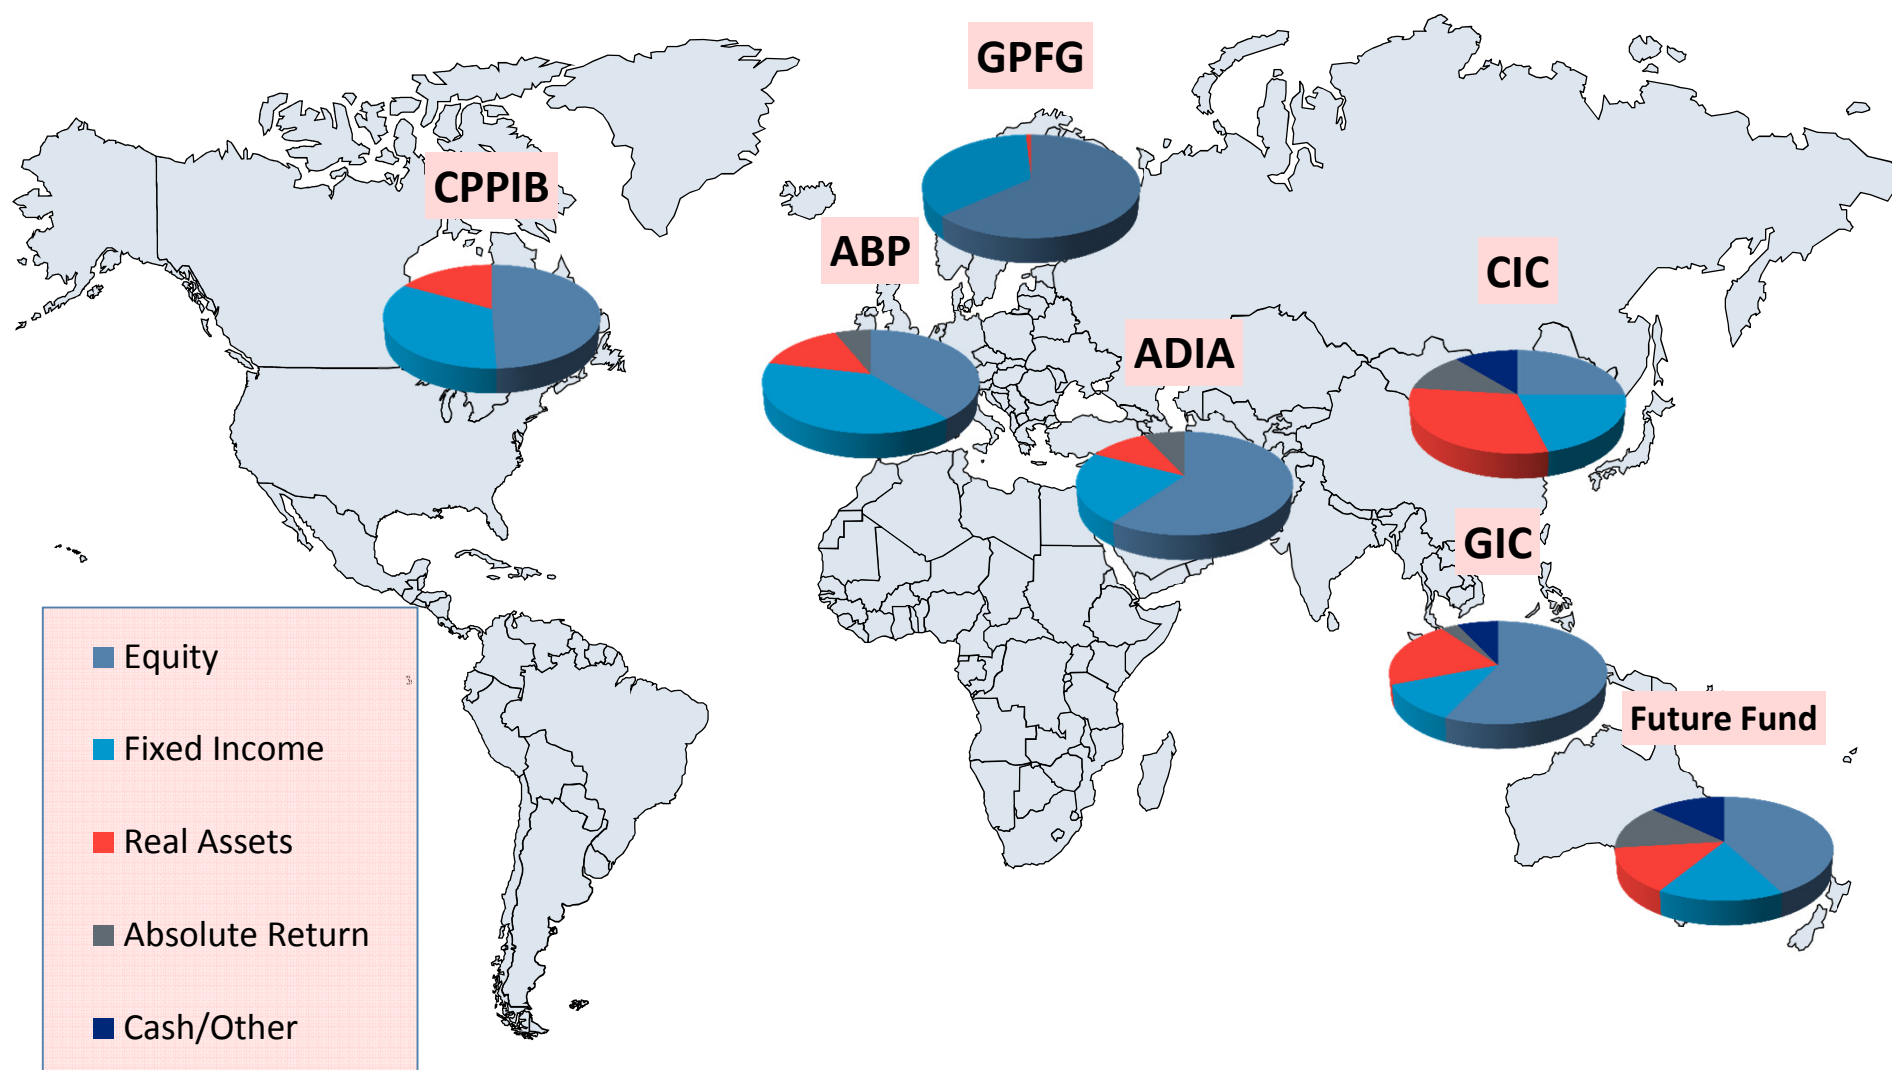 GPFG
CPPIB
ABP
CIC
ADIA
GIC
Future Fund
Equity
Fixed Income
Real Assets
Absolute Return
Cash/Other